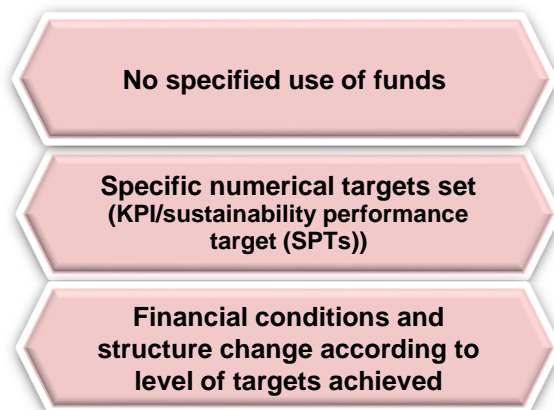 No specified use of funds
Specific numerical targets set
(KPI/sustainability performance
target (SPTs))
Financial conditions and
structure change according to
level of targets achieved